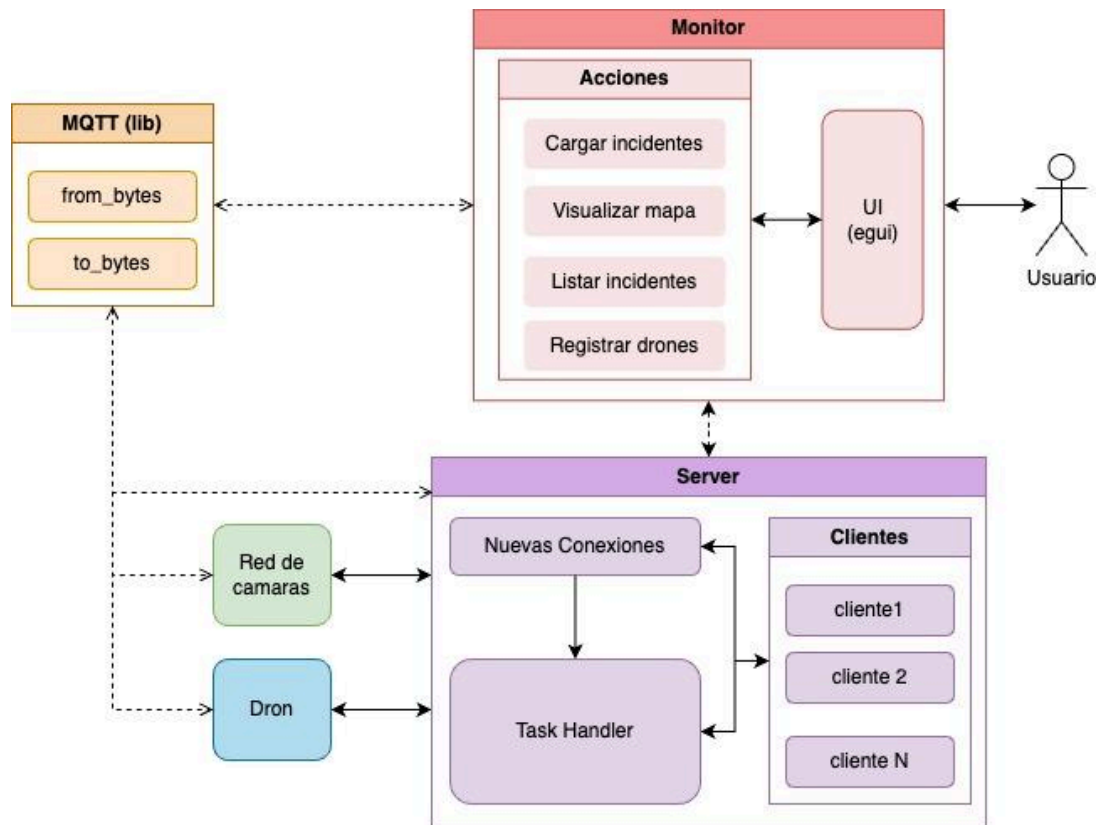 Monitor
Acciones
Cargar incidentes
Visualizar mapa
Listar incidentes
Registrar drones
UI
(egui)
Usuario
MQTT (lib)
from_bytes
to_bytes
Server
Nuevas Conexiones
Task Handler
Clientes
cliente1
cliente 2
cliente N
Red de
camaras
Dron